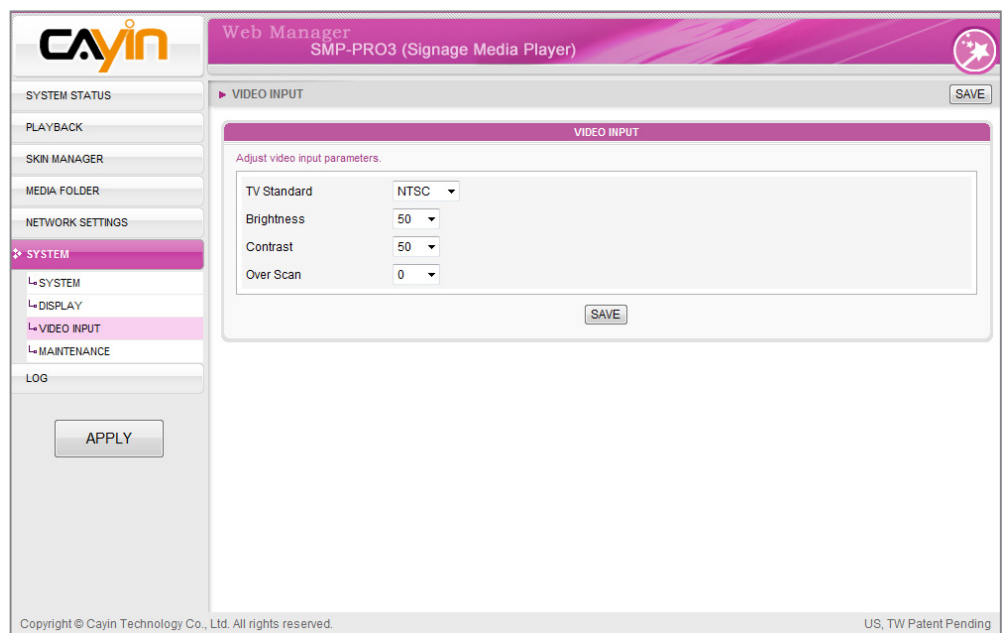 CAYIN
Web Manager
SMP-PRO3 (Signage Media Player)
SYSTEM STATUS
PLAYBACK
SKIN MANAGER
MEDIA FOLDER
NETWORK SETTINGS
SYSTEM
SYSTEM
DISPLAY
VIDEO INPUT
MAINTENANCE
LOG
APPLY
VIDEO INPUT
SAVE
VIDEO INPUT
Adjust video input parameters.
TV Standard NTSC
Brightness 50
Contrast 50
Over Scan 0
SAVE
Copyright © Cayin Technology Co., Ltd. All rights reserved.
US, TW Patent Pending